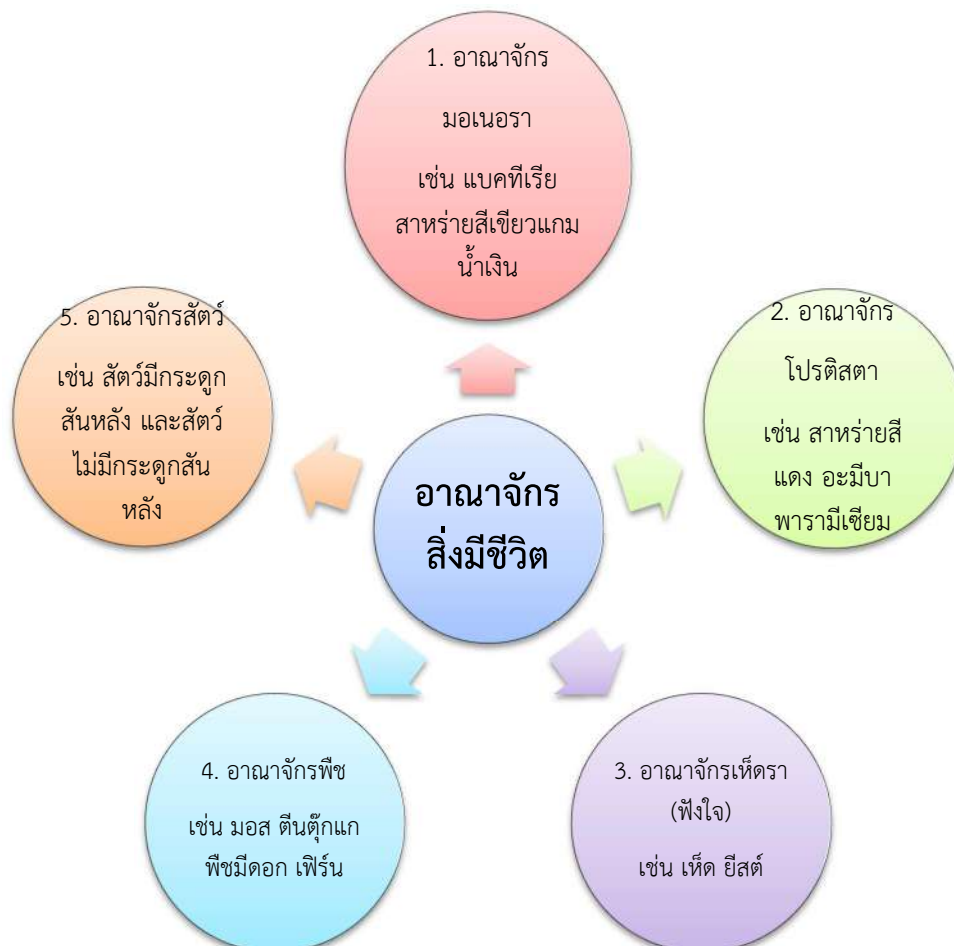 1. อาณาจักร
มอเนอรา
เช่น แบคทีเรีย
สาหร่ายสีเขียวแกม
น้ำเงิน
2. อาณาจักร
โปรติสตา
เช่น สาหร่ายสี
แดง อะมีบา
พารามีเซียม
3. อาณาจักรเห็ดรา
(ฟังใจ)
เช่น เห็ด ยีสต์
4. อาณาจักรพืช
เช่น มอส ตีนตุ๊กแก
พืชมีดอก เฟิร์น
5. อาณาจักรสัตว์
เช่น สัตว์มีกระดูก
สันหลัง และสัตว์
ไม่มีกระดูกสัน
หลัง
อาณาจักร
สิ่งมีชีวิต